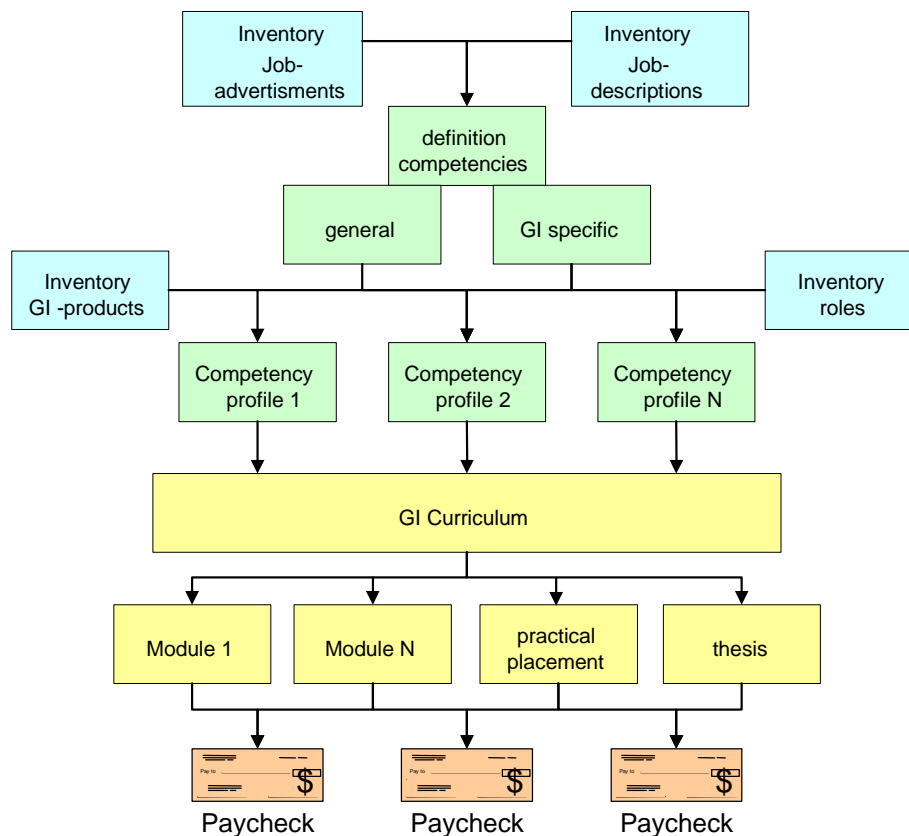 Inventory
Job-
advertisments
Inventory
Job-
descriptions
definition
competencies
general
GI specific
Inventory
GI -products
Inventory
roles
Competency
profile 1
Competency
profile 2
Competency
profile N
GI Curriculum
Module 1
Module N
practical
placement
thesis
Pay to
$
Pay to
$
Pay to
$
Paycheck
Paycheck
Paycheck